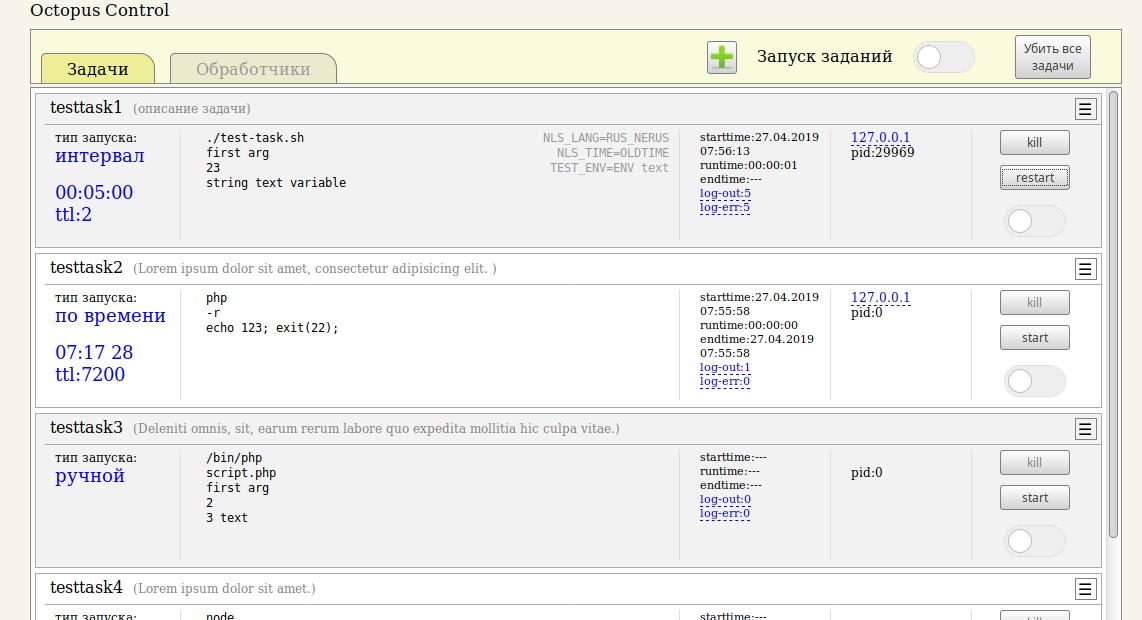 Octopus Control
Задачи
Обработчики
Запуск заданий
Убить все
задачи
testtask1 (описание задачи)
тип запуска:
интервал
00:05:00
ttl:2
./test-task.sh
first arg
23
string text variable
NLS_LANG=RUS_NERUS
NLS_TIME=OLDTIME
TEST_ENV=ENV text
starttime:27.04.2019
07:56:13
runtime:00:00:01
endtime:---
log-out:5
log-err:5
127.0.0.1
pid:29969
kill
restart
testtask2 (Lorem ipsum dolor sit amet, consectetur adipisicing elit. )
тип запуска:
по времени
07:17 28
ttl:7200
php
-r
echo 123; exit(22);
starttime:27.04.2019
07:55:58
runtime:00:00:00
endtime:27.04.2019
07:55:58
log-out:1
log-err:0
127.0.0.1
pid:0
kill
start
testtask3 (Deleniti omnis, sit, earum rerum labore quo expedita mollitia hic culpa vitae.)
тип запуска:
ручной
/bin/php
script.php
first arg
2
3 text
starttime:---
runtime:---
endtime:---
log-out:0
log-err:0
pid:0
kill
start
testtask4 (Lorem ipsum dolor sit amet.)
тип запуска:
node
starttime:---
kill